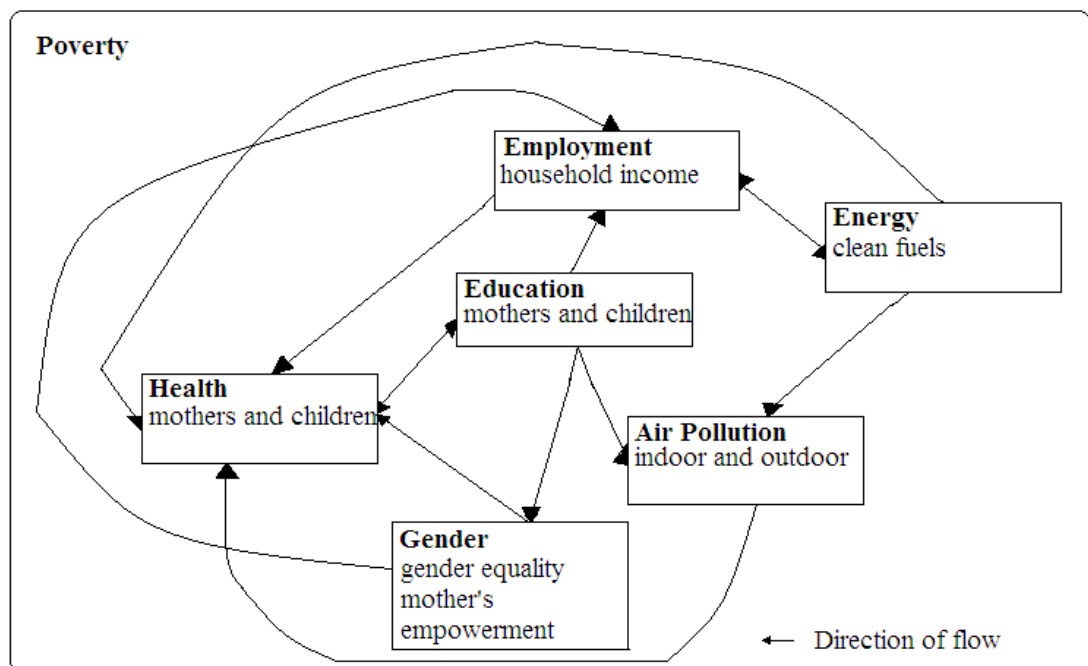 Poverty
Employment
household income
Energy
clean fuels
Education
mothers and children
Health
mothers and children
Air Pollution
indoor and outdoor
Gender
gender equality
mother's
empowerment
Direction of flow